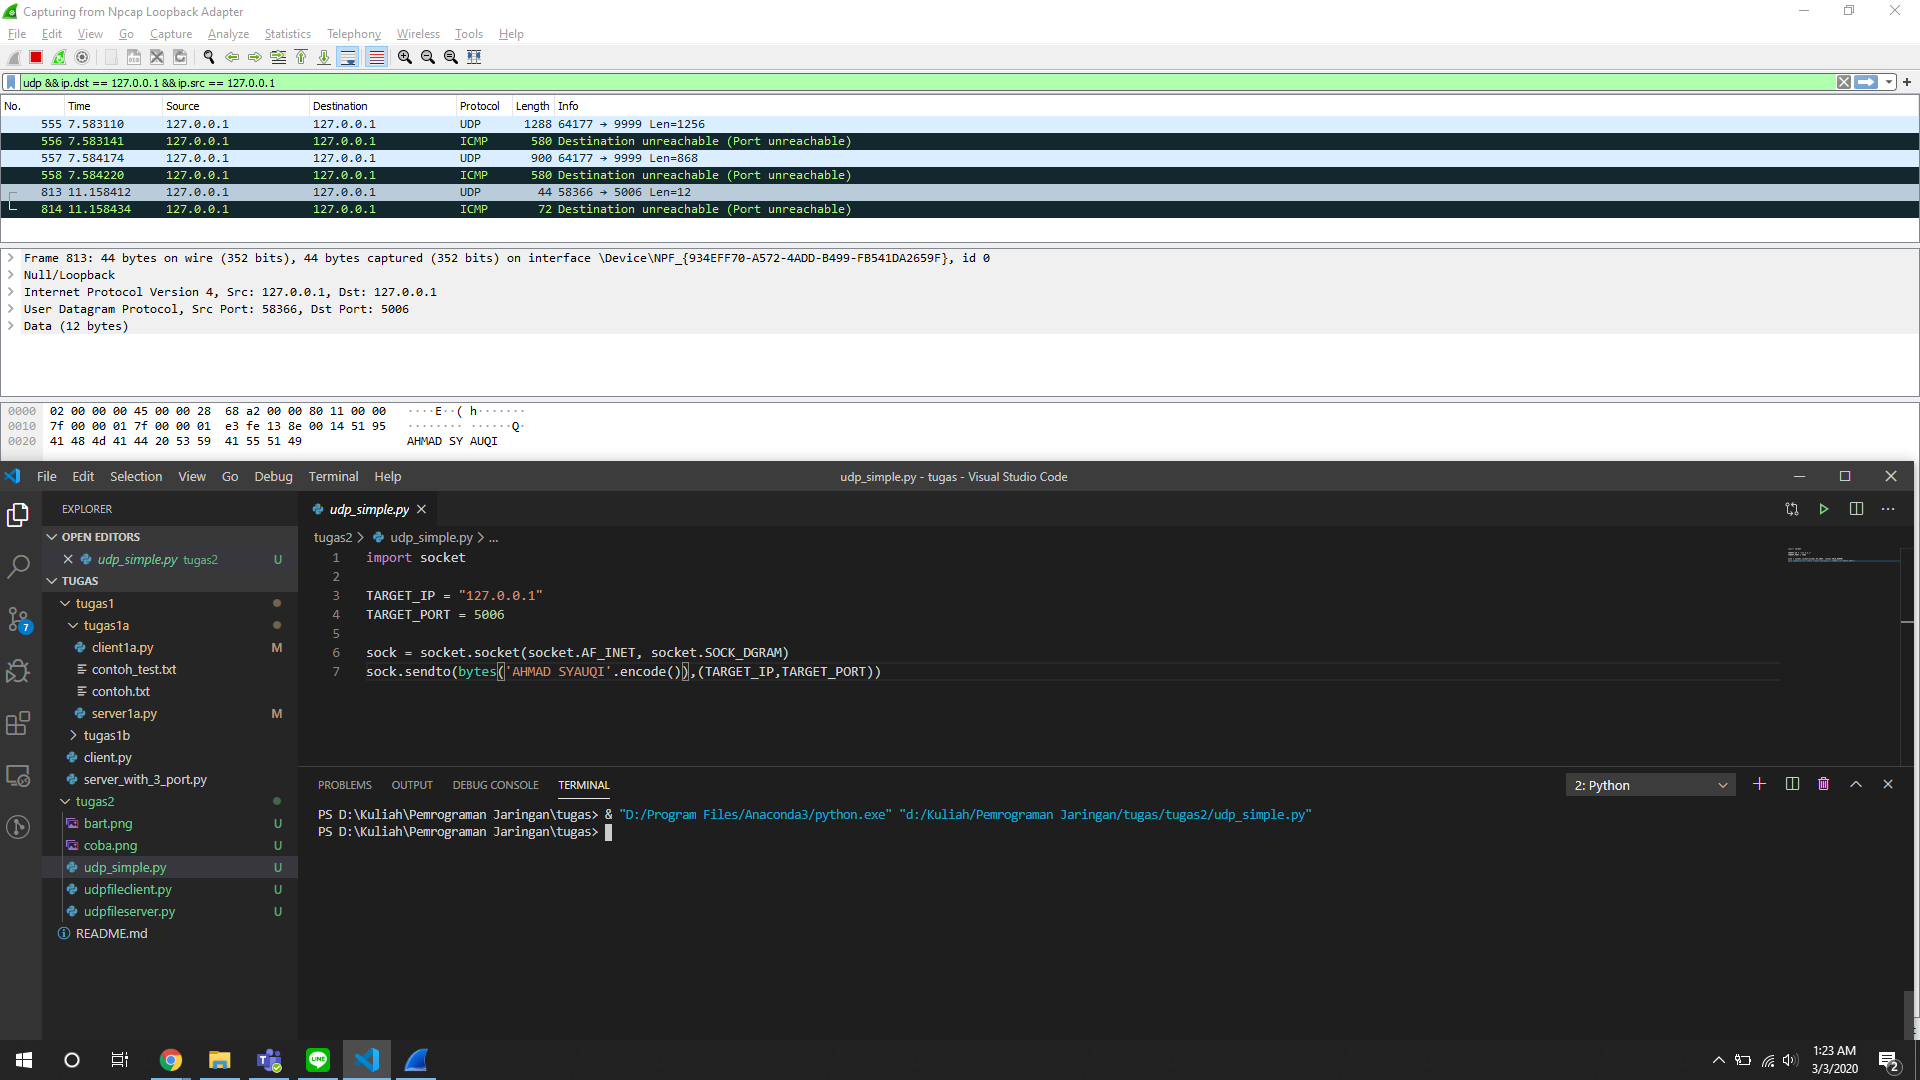 Capturing from Npcap Loopback Adapter
File Edit View Go Capture Analyze Statistics Telephony Wireless Tools Help
udp && ip.dst == 127.0.0.1 && ip.src == 127.0.0.1
No. Time Source Destination Protocol Length Info
555 7.583110 127.0.0.1 127.0.0.1 UDP 1288 64177 → 9999 Len=1256
556 7.583141 127.0.0.1 127.0.0.1 ICMP 580 Destination unreachable (Port unreachable)
557 7.584174 127.0.0.1 127.0.0.1 UDP 900 64177 → 9999 Len=868
558 7.584220 127.0.0.1 127.0.0.1 ICMP 580 Destination unreachable (Port unreachable)
813 11.158412 127.0.0.1 127.0.0.1 UDP 44 58366 → 5006 Len=12
814 11.158434 127.0.0.1 127.0.0.1 ICMP 72 Destination unreachable (Port unreachable)
Frame 813: 44 bytes on wire (352 bits), 44 bytes captured (352 bits) on interface \Device\NPF_{934EFF70-A572-4ADD-B499-FB541DA2659F}, id 0
Null/Loopback
Internet Protocol Version 4, Src: 127.0.0.1, Dst: 127.0.0.1
User Datagram Protocol, Src Port: 58366, Dst Port: 5006
Data (12 bytes)
0000 02 00 00 00 45 00 00 28 68 a2 00 00 80 11 00 00 ····E··( h·······
0010 7f 00 00 01 7f 00 00 01 e3 fe 13 8e 00 14 51 95 ········ ······Q·
0020 41 48 4d 41 44 20 53 59 41 55 51 49 AHMAD SY AUQI
File Edit Selection View Go Debug Terminal Help
udp_simple.py - tugas - Visual Studio Code
EXPLORER
OPEN EDITORS
udp_simple.py tugas2 U
TUGAS
tugas1
tugas1a
client1a.py M
contoh_test.txt
contoh.txt
server1a.py M
tugas1b
client.py
server_with_3_port.py
tugas2
bart.png U
coba.png U
udp_simple.py U
udpfileclient.py U
udpfileserver.py U
README.md
7
udp_simple.py
tugas2 > udp_simple.py > ...
1 import socket
2
3 TARGET_IP = "127.0.0.1"
4 TARGET_PORT = 5006
5
6 sock = socket.socket(socket.AF_INET, socket.SOCK_DGRAM)
7 sock.sendto(bytes('AHMAD SYAUQI'.encode()),(TARGET_IP,TARGET_PORT))
PROBLEMS OUTPUT DEBUG CONSOLE TERMINAL
2: Python
PS D:\Kuliah\Pemrograman Jaringan\tugas> & "D:/Program Files/Anaconda3/python.exe" "d:/Kuliah/Pemrograman Jaringan/tugas/tugas2/udp_simple.py"
PS D:\Kuliah\Pemrograman Jaringan\tugas>
LINE
1:23 AM
3/3/2020
2